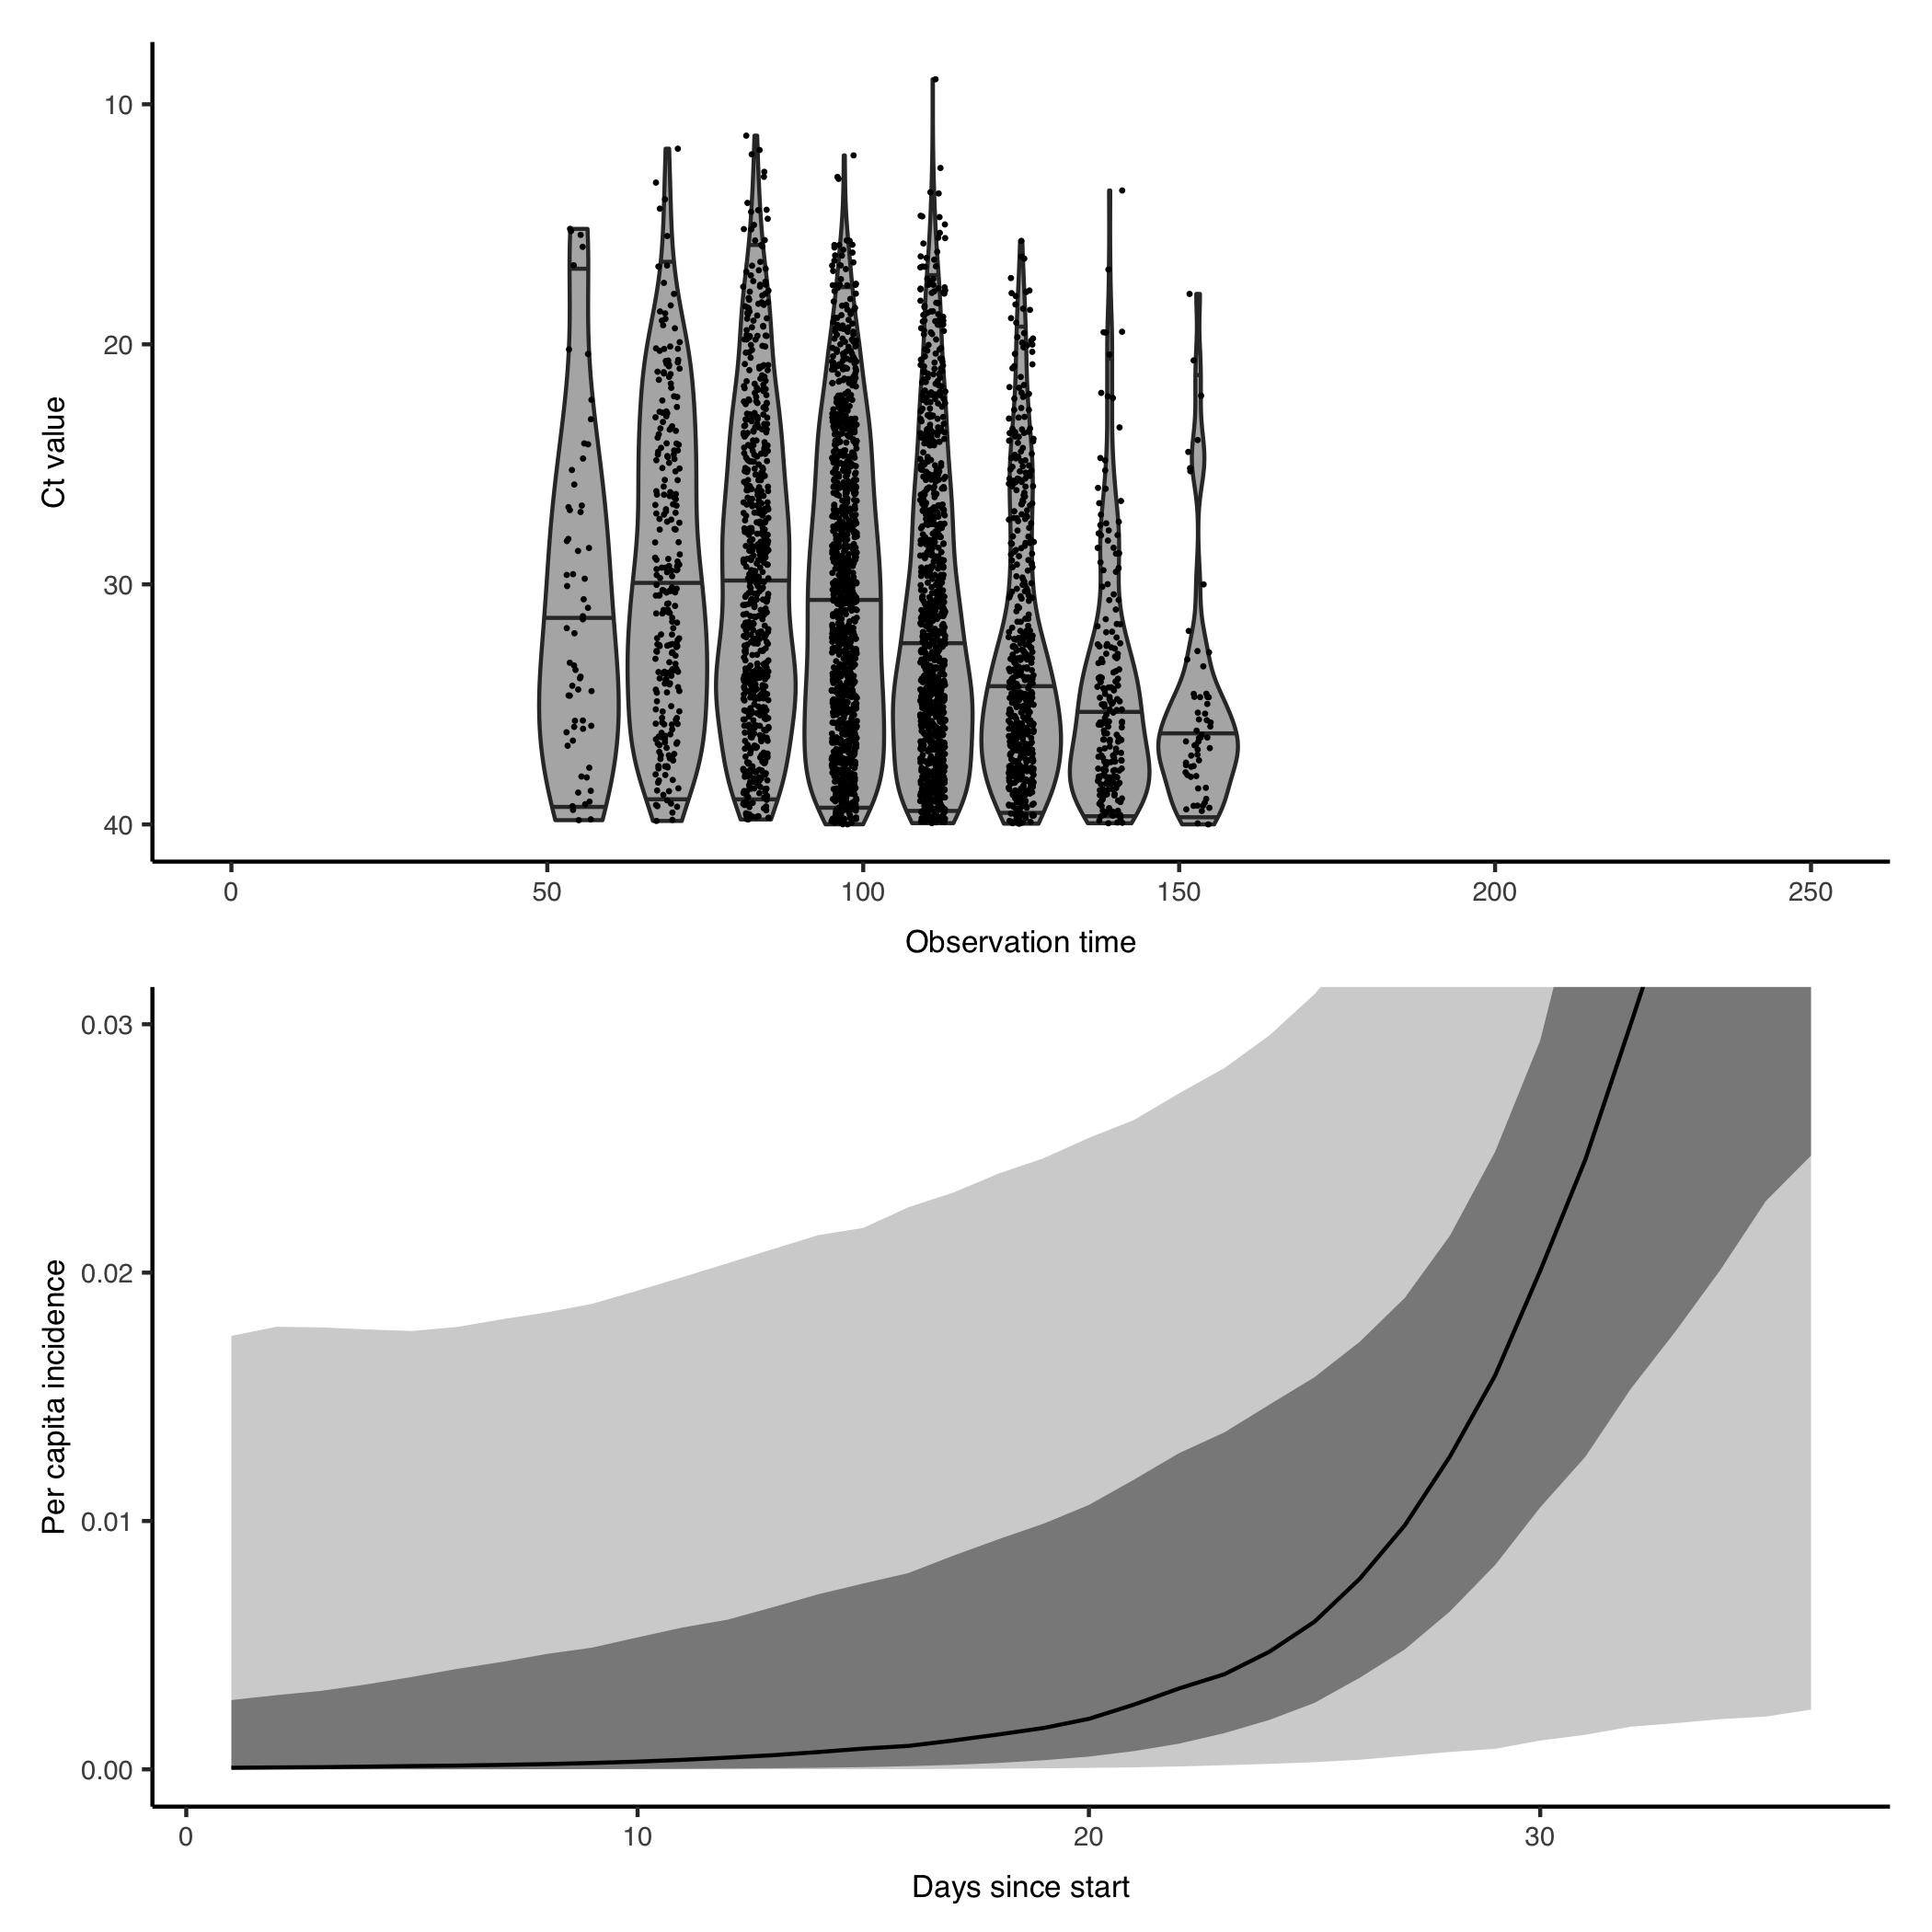 10
20
30
40
Ct value
0 50 100 150 200 250
Observation time
0.03
0.02
0.01
0.00
Per capita incidence
0 10 20 30
Days since start